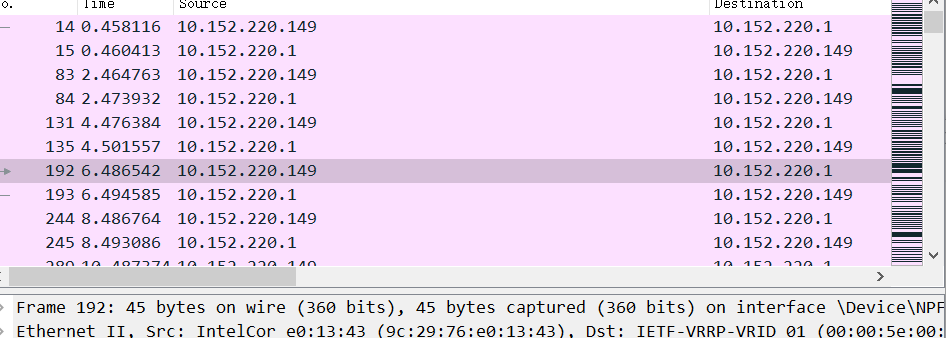 o. Time Source Destination
14 0.458116 10.152.220.149 10.152.220.1
15 0.460413 10.152.220.1 10.152.220.149
83 2.464763 10.152.220.149 10.152.220.1
84 2.473932 10.152.220.1 10.152.220.149
131 4.476384 10.152.220.149 10.152.220.1
135 4.501557 10.152.220.1 10.152.220.149
192 6.486542 10.152.220.149 10.152.220.1
193 6.494585 10.152.220.1 10.152.220.149
244 8.486764 10.152.220.149 10.152.220.1
245 8.493086 10.152.220.1 10.152.220.149
Frame 192: 45 bytes on wire (360 bits), 45 bytes captured (360 bits) on interface \Device\NPF
Ethernet II, Src: IntelCor e0:13:43 (9c:29:76:e0:13:43), Dst: IETF-VRRP-VRID 01 (00:00:5e:00: